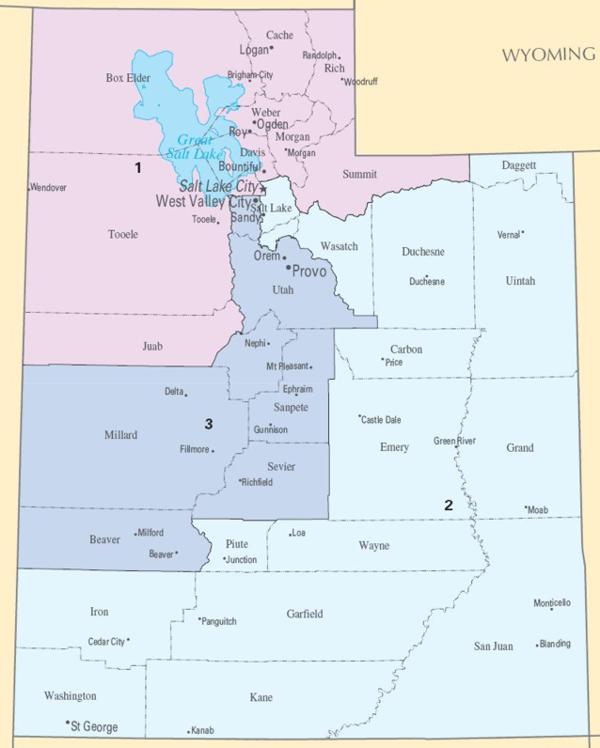 Cache
Logan
Randolph
Rich
WYOMING
Box Elder
Brigham City
Woodruff
Weber
Ogden
Roy
Morgan
Great
Salt Lake
Davis
Morgan
1
Bountiful
Daggett
Summit
Wendover
Salt Lake City
West Valley City
Salt Lake
Tooele
Sandy
Tooele
Vernal
Wasatch
Duchesne
Orem
Provo
Duchesne
Uintah
Utah
Juab
Nephi
Carbon
Price
Mt Pleasant
Delta
Ephraim
Sanpete
Castle Dale
3
Gunnison
Millard
Green River
Emery
Grand
Fillmore
Sevier
Richfield
2
Moab
Milford
Loa
Beaver
Piute
Wayne
Beaver
Junction
Monticello
Iron
Garfield
Panguitch
Cedar City
San Juan
Blanding
Washington
Kane
St George
Kanab